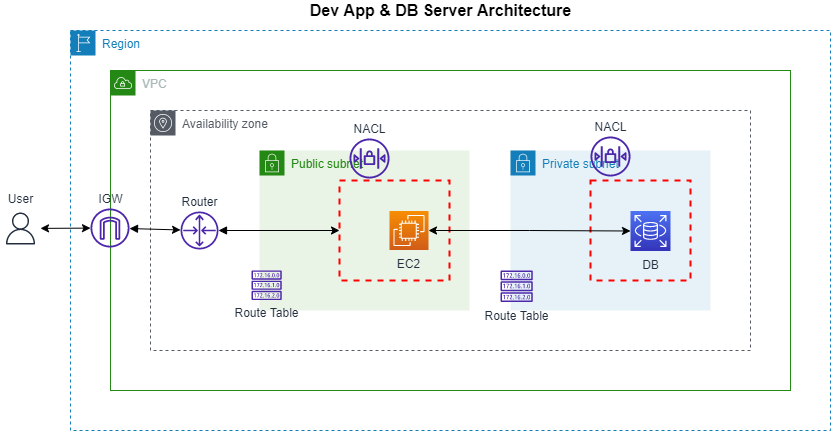 Dev App & DB Server Architecture
Region
VPC
Availability zone
NACL
NACL
Public subnet
Private subnet
User
IGW
Router
EC2
DB
172.16.0.0
172.16.1.0
172.16.2.0
Route Table
172.16.0.0
172.16.1.0
172.16.2.0
Route Table